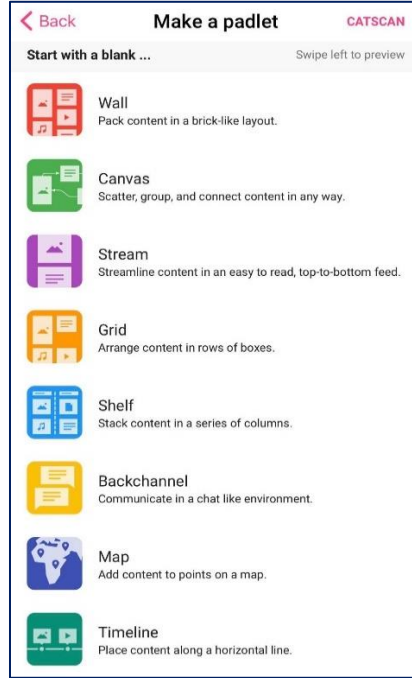 Back Make a padlet CATSCAN
Start with a blank ... Swipe left to preview
Wall
Pack content in a brick-like layout.
Canvas
Scatter, group, and connect content in any way.
Stream
Streamline content in an easy to read, top-to-bottom feed.
Grid
Arrange content in rows of boxes.
Shelf
Stack content in a series of columns.
Backchannel
Communicate in a chat like environment.
Map
Add content to points on a map.
Timeline
Place content along a horizontal line.